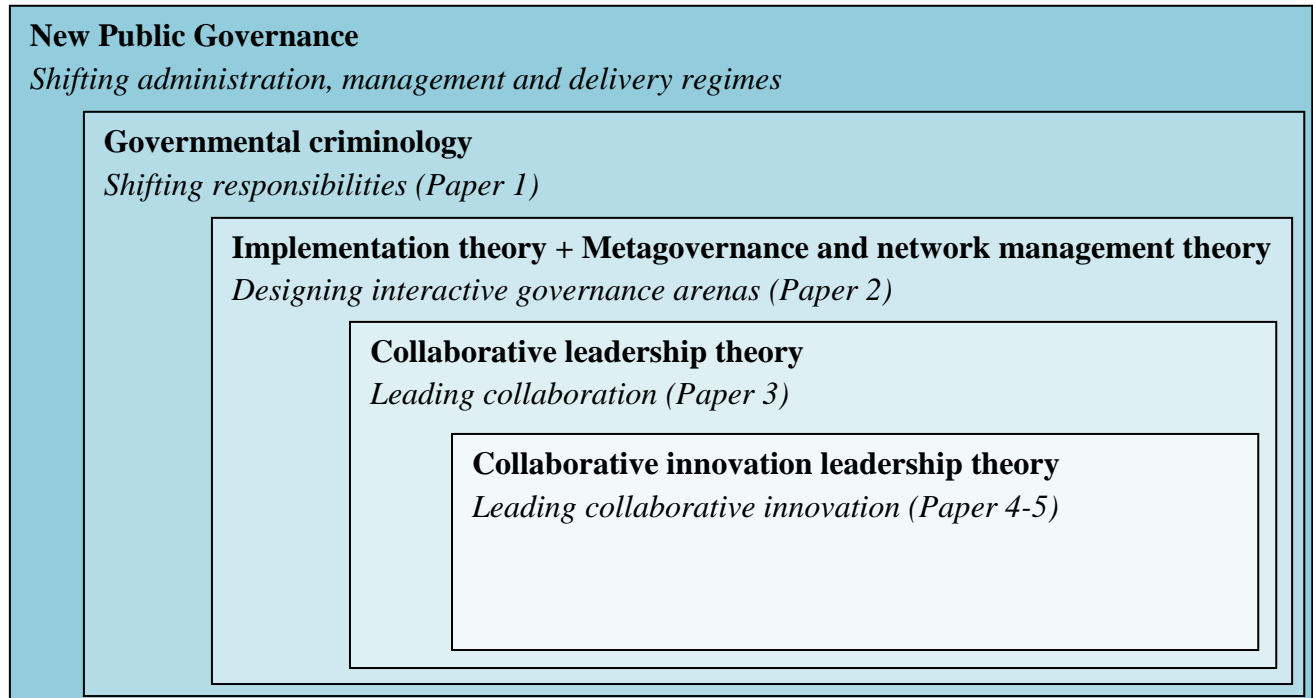 New Public Governance
Shifting administration, management and delivery regimes
Governmental criminology
Shifting responsibilities (Paper 1)
Implementation theory + Metagovernance and network management theory
Designing interactive governance arenas (Paper 2)
Collaborative leadership theory
Leading collaboration (Paper 3)
Collaborative innovation leadership theory
Leading collaborative innovation (Paper 4-5)